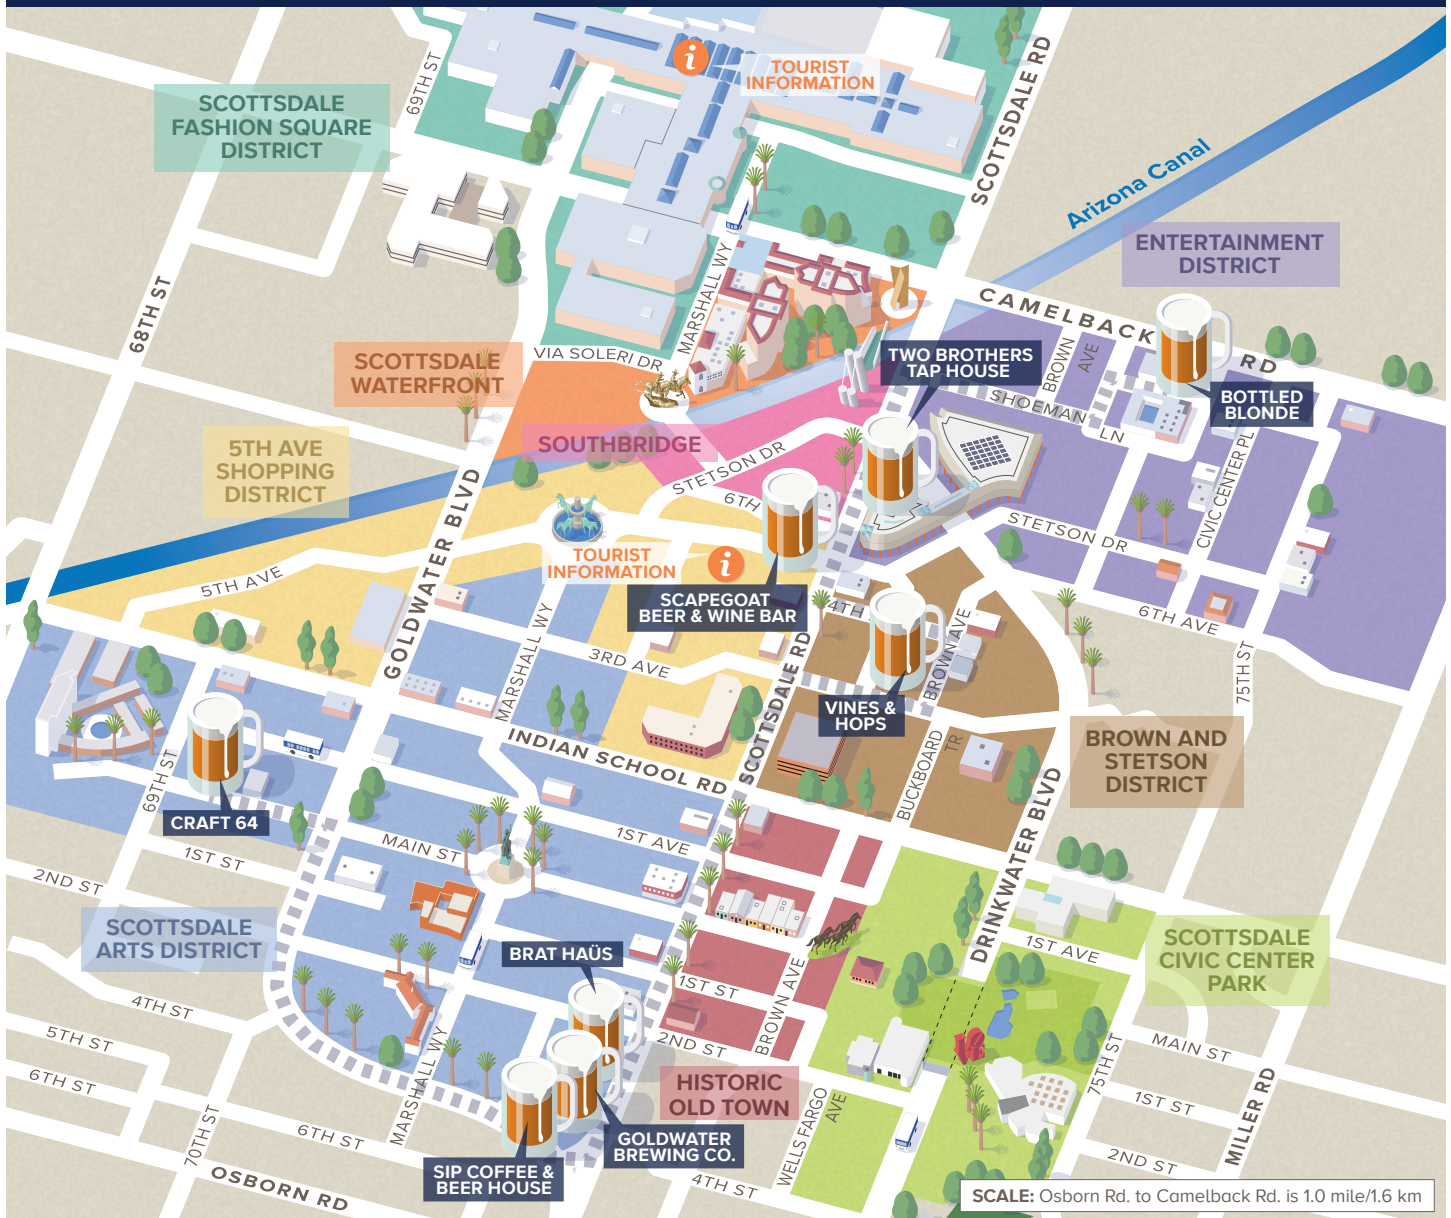 69TH ST
SCOTTSDALE
FASHION SQUARE
DISTRICT
i
TOURIST
INFORMATION
SCOTTSDALE RD
Arizona Canal
ENTERTAINMENT
DISTRICT
68TH ST
MARSHALL WY
CAMELBACK RD
SCOTTSDALE
WATERFRONT
VIA SOLERI DR
TWO BROTHERS
TAP HOUSE
BROWN AVE
SHOEMAN LN
BOTTLED
BLONDE
5TH AVE
SHOPPING
DISTRICT
SOUTHBRIDGE
STETSON DR
6TH
CIVIC CENTER PL
STETSON DR
GOLDWATER BLVD
5TH AVE
TOURIST
INFORMATION
i
SCAPEGOAT
BEER & WINE BAR
4TH
BROWN AVE
6TH AVE
75TH ST
3RD AVE
MARSHALL WY
SCOTTSDALE RD
VINES &
HOPS
INDIAN SCHOOL RD
BUCKBOARD TR
BROWN AND
STETSON
DISTRICT
69TH ST
CRAFT 64
1ST ST
MAIN ST
1ST AVE
DRINKWATER BLVD
2ND ST
SCOTTSDALE
ARTS DISTRICT
BRAT HAÜS
1ST ST
BROWN AVE
1ST AVE
SCOTTSDALE
CIVIC CENTER
PARK
4TH ST
5TH ST
6TH ST
MARSHALL WY
2ND ST
75TH ST
MAIN ST
1ST ST
2ND ST
MILLER RD
HISTORIC
OLD TOWN
WELLS FARGO AVE
70TH ST
6TH ST
GOLDWATER
BREWING CO.
SIP COFFEE &
BEER HOUSE
OSBORN RD
4TH ST
SCALE: Osborn Rd. to Camelback Rd. is 1.0 mile/1.6 km